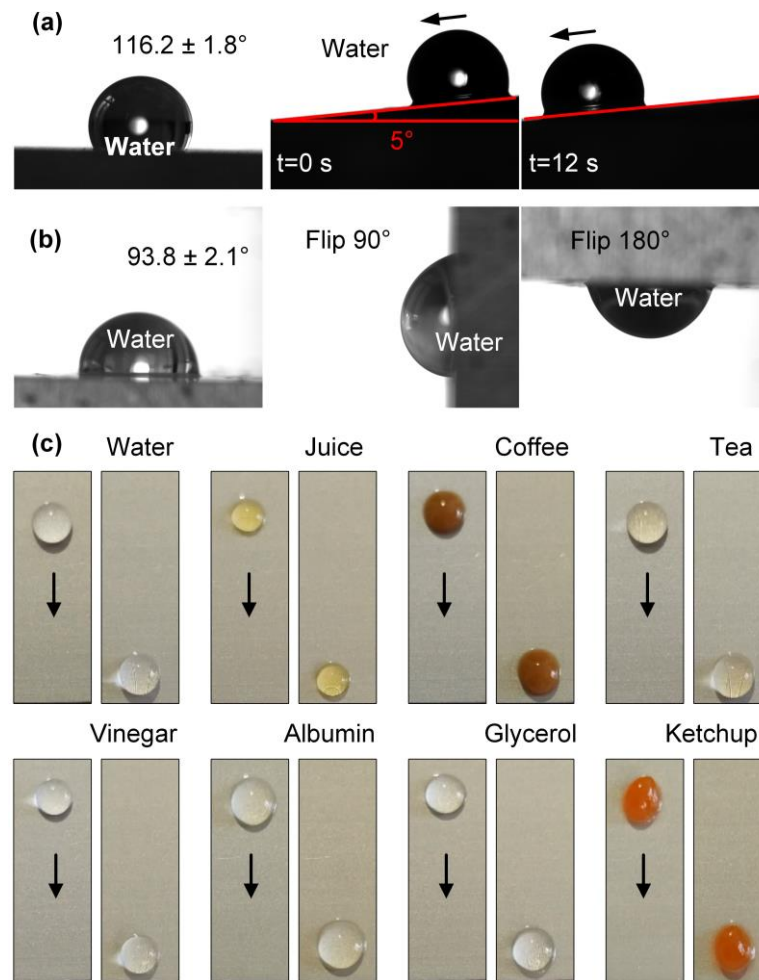 (a)
116.2 ± 1.8°
Water
Water
5°
t=0 s
t=12 s
(b)
93.8 ± 2.1°
Water
Flip 90°
Water
Flip 180°
Water
(c)
Water
Juice
Coffee
Tea
Vinegar
Albumin
Glycerol
Ketchup